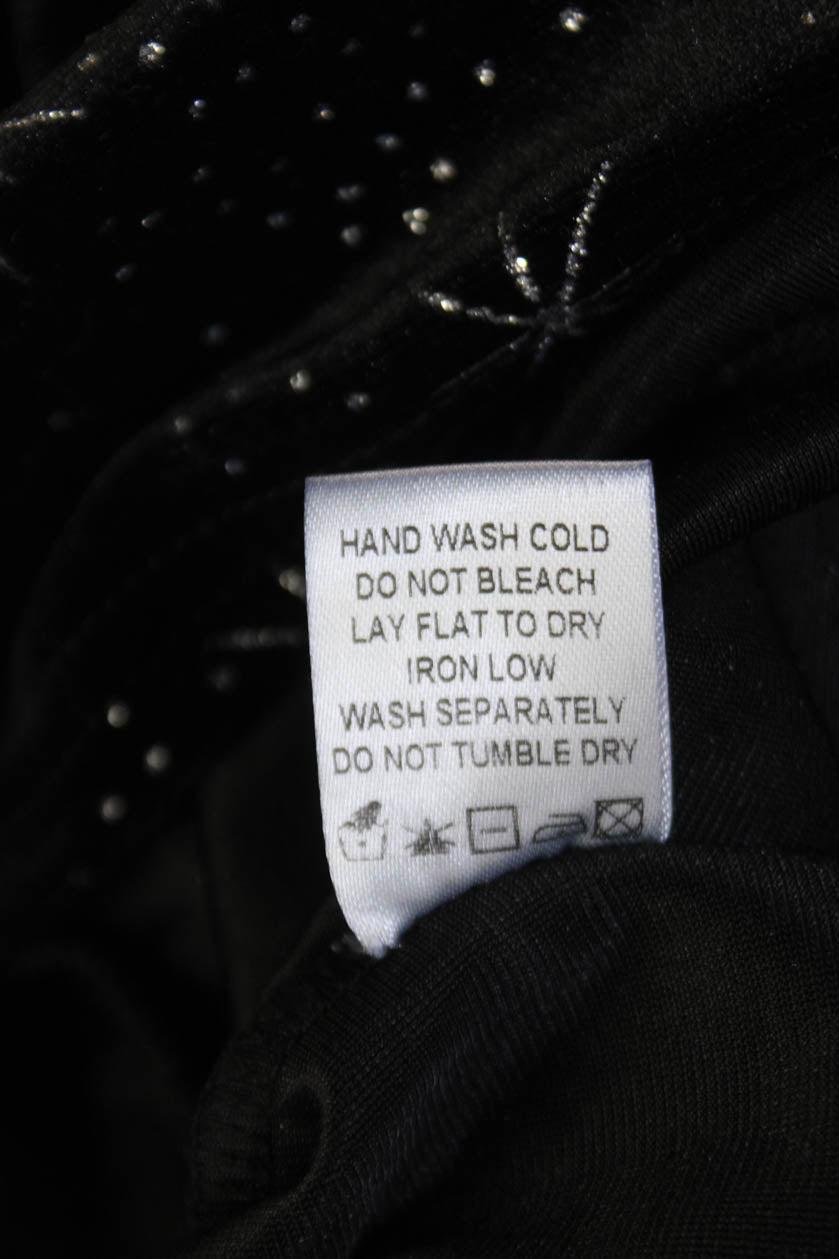 HAND WASH COLD
DO NOT BLEACH
LAY FLAT TO DRY
IRON LOW
WASH SEPARATELY
DO NOT TUMBLE DRY